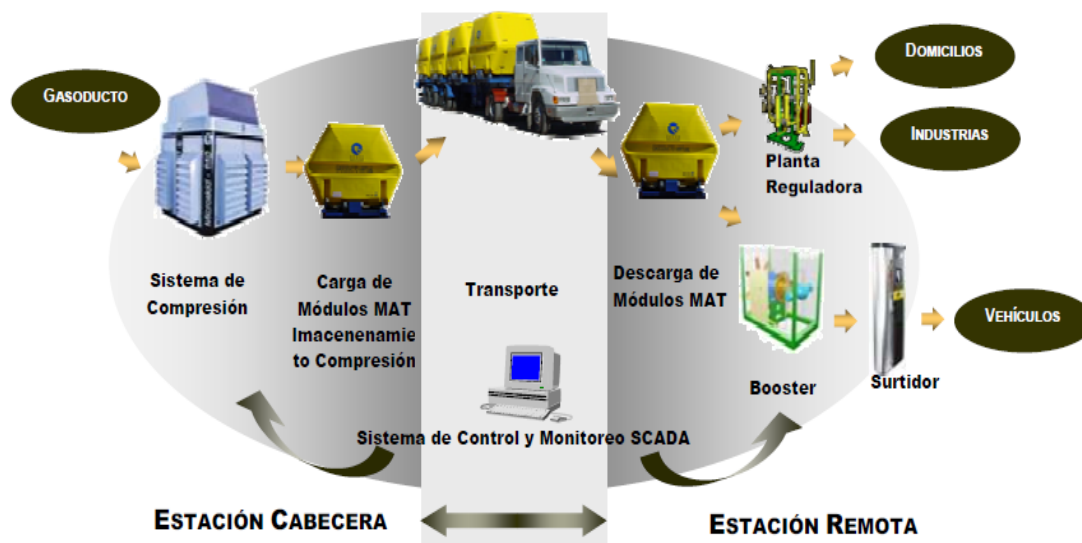 GASODUCTO
Sistema de
Compresión
Carga de
Módulos MAT
lmacenenamie
to Compresión
Transporte
Descarga de
Módulos MAT
Planta
Reguladora
DOMICILIOS
INDUSTRIAS
Booster
Surtidor
VEHÍCULOS
Sistema de Control y Monitoreo SCADA
ESTACIÓN CABECERA
ESTACIÓN REMOTA